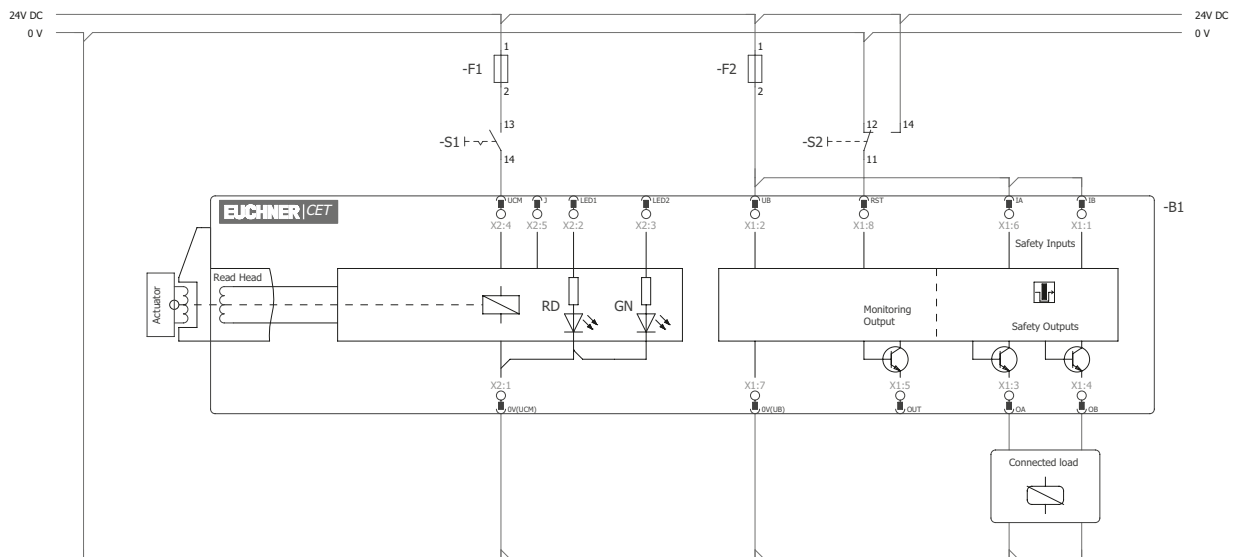 24V DC
24V DC
0 V
0 V
1
1
-F1
-F2
2
2
13
12
14
-S1
-S2
14
11
EUCHNER CET
UCM
J
LED1
LED2
UB
RST
IA
IB
-B1
X2:4
X2:5
X2:2
X2:3
X1:2
X1:8
X1:6
X1:1
Safety Inputs
Read Head
Actuator
RD
GN
Monitoring
Output
Safety Outputs
X2:1
X1:7
X1:5
X1:3
X1:4
0V(UCM)
0V(UB)
OUT
OA
OB
Connected load